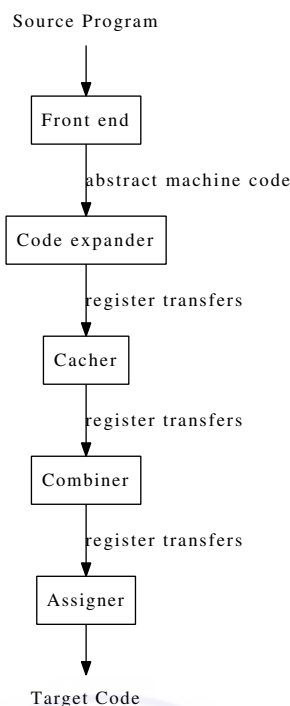 Source Program
Front end
abstract machine code
Code expander
register transfers
Cacher
register transfers
Combiner
register transfers
Assigner
Target Code